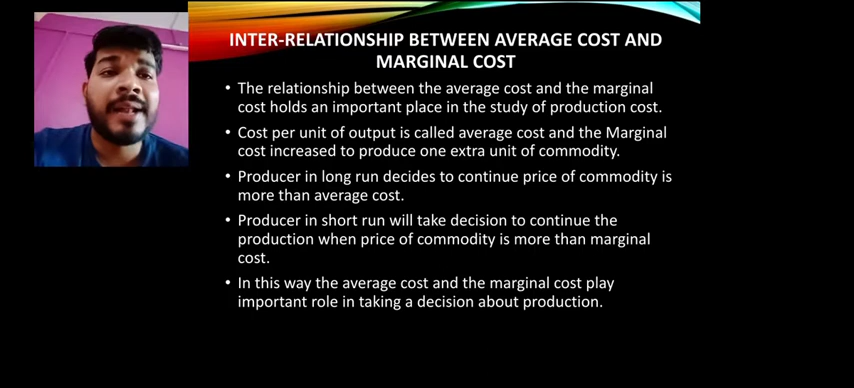 INTER-RELATIONSHIP BETWEEN AVERAGE COST AND
MARGINAL COST
• The relationship between the average cost and the marginal
cost holds an important place in the study of production cost.
• Cost per unit of output is called average cost and the Marginal
cost increased to produce one extra unit of commodity.
• Producer in long run decides to continue price of commodity is
more than average cost.
• Producer in short run will take decision to continue the
production when price of commodity is more than marginal
cost.
• In this way the average cost and the marginal cost play
important role in taking a decision about production.